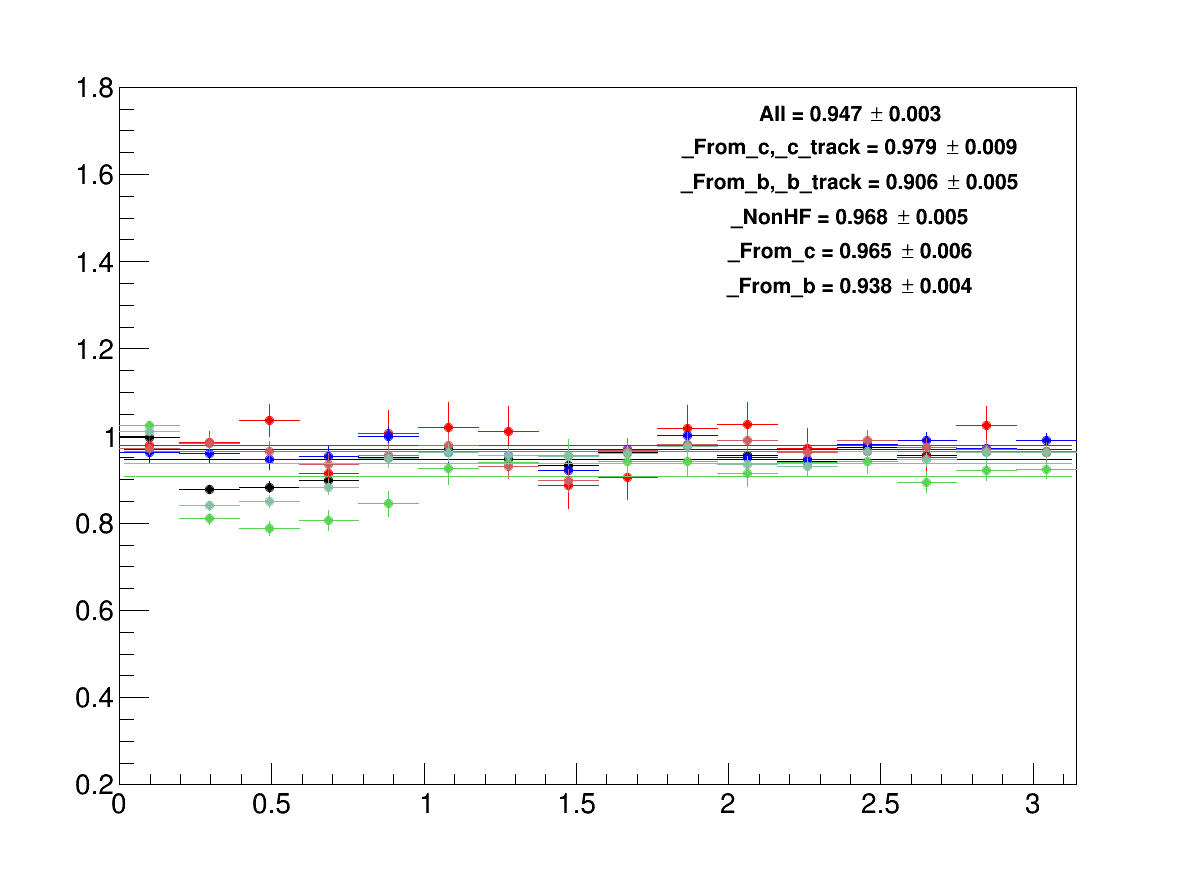 1.8
All = 0.947 ± 0.003
_From_c,_c_track = 0.979 ± 0.009
1.6
_From_b,_b_track = 0.906 ± 0.005
_NonHF = 0.968 ± 0.005
1.4
_From_c = 0.965 ± 0.006
_From_b = 0.938 ± 0.004
1.2
1
0.8
0.6
0.4
0.2
0 0.5 1 1.5 2 2.5 3